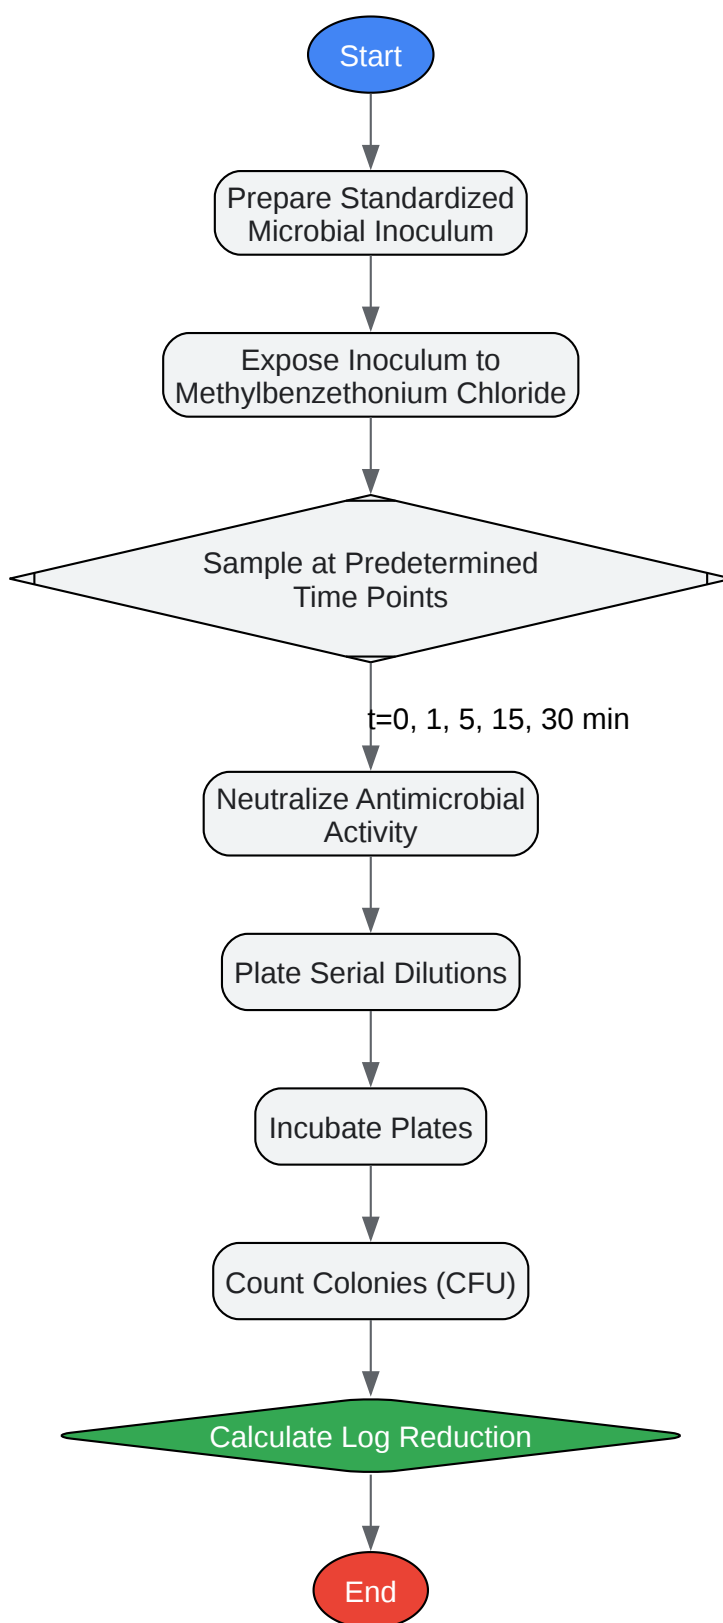 Start
Prepare Standardized
Microbial Inoculum
Expose Inoculum to
Methylbenzethonium Chloride
Sample at Predetermined
Time Points
t=0, 1, 5, 15, 30 min
Neutralize Antimicrobial
Activity
Plate Serial Dilutions
Incubate Plates
Count Colonies (CFU)
Calculate Log Reduction
End